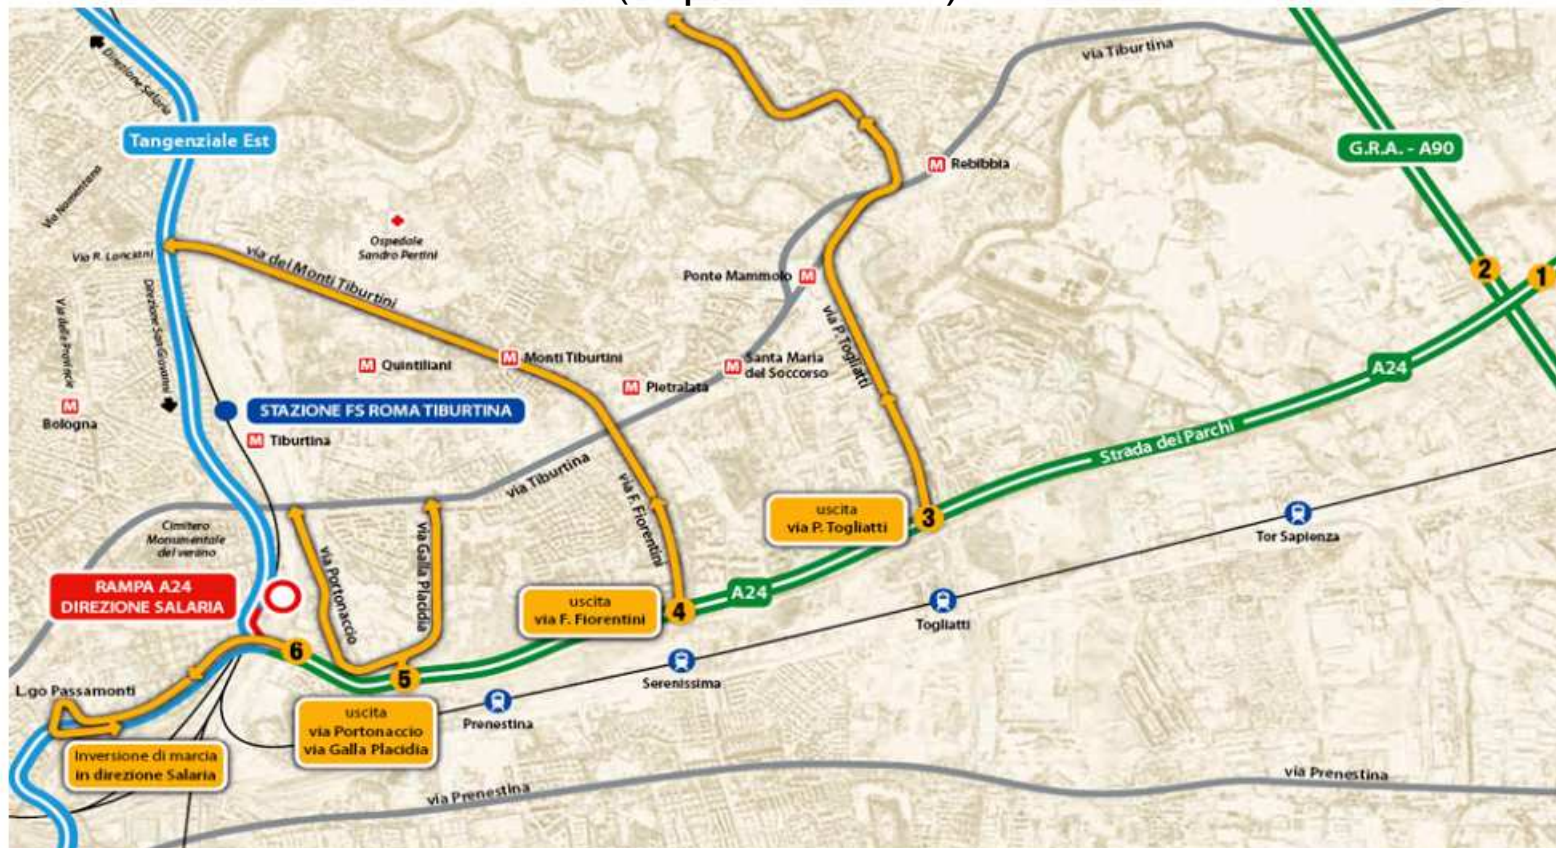 via Tiburtina
Direzione Salaria
Tangenziale Est
G.R.A. - A90
M Rebibbia
Via Nomentana
Ospedale
Sandro Pertini
Via R. Lanciani
via dei Monti Tiburtini
Ponte Mammolo M
2
1
Direzione San Giovanni
Via delle Provincie
via P. Togliatti
M Monti Tiburtini
M Quintiliani
M Santa Maria
del Soccorso
M Pietralata
A24
M
Bologna
STAZIONE FS ROMA TIBURTINA
M Tiburtina
Strada dei Parchi
via Tiburtina
via F. Fiorentini
uscita
via P. Togliatti
3
Cimitero
Monumentale
del verano
via Portonaccio
via Galla Placidia
Tor Sapienza
RAMPA A24
DIREZIONE SALARIA
uscita
via F. Fiorentini
4
A24
Togliatti
6
5
Serenissima
L.go Passamonti
Prenestina
uscita
via Portonaccio
via Galla Placidia
Inversione di marcia
in direzione Salaria
via Prenestina
via Prenestina